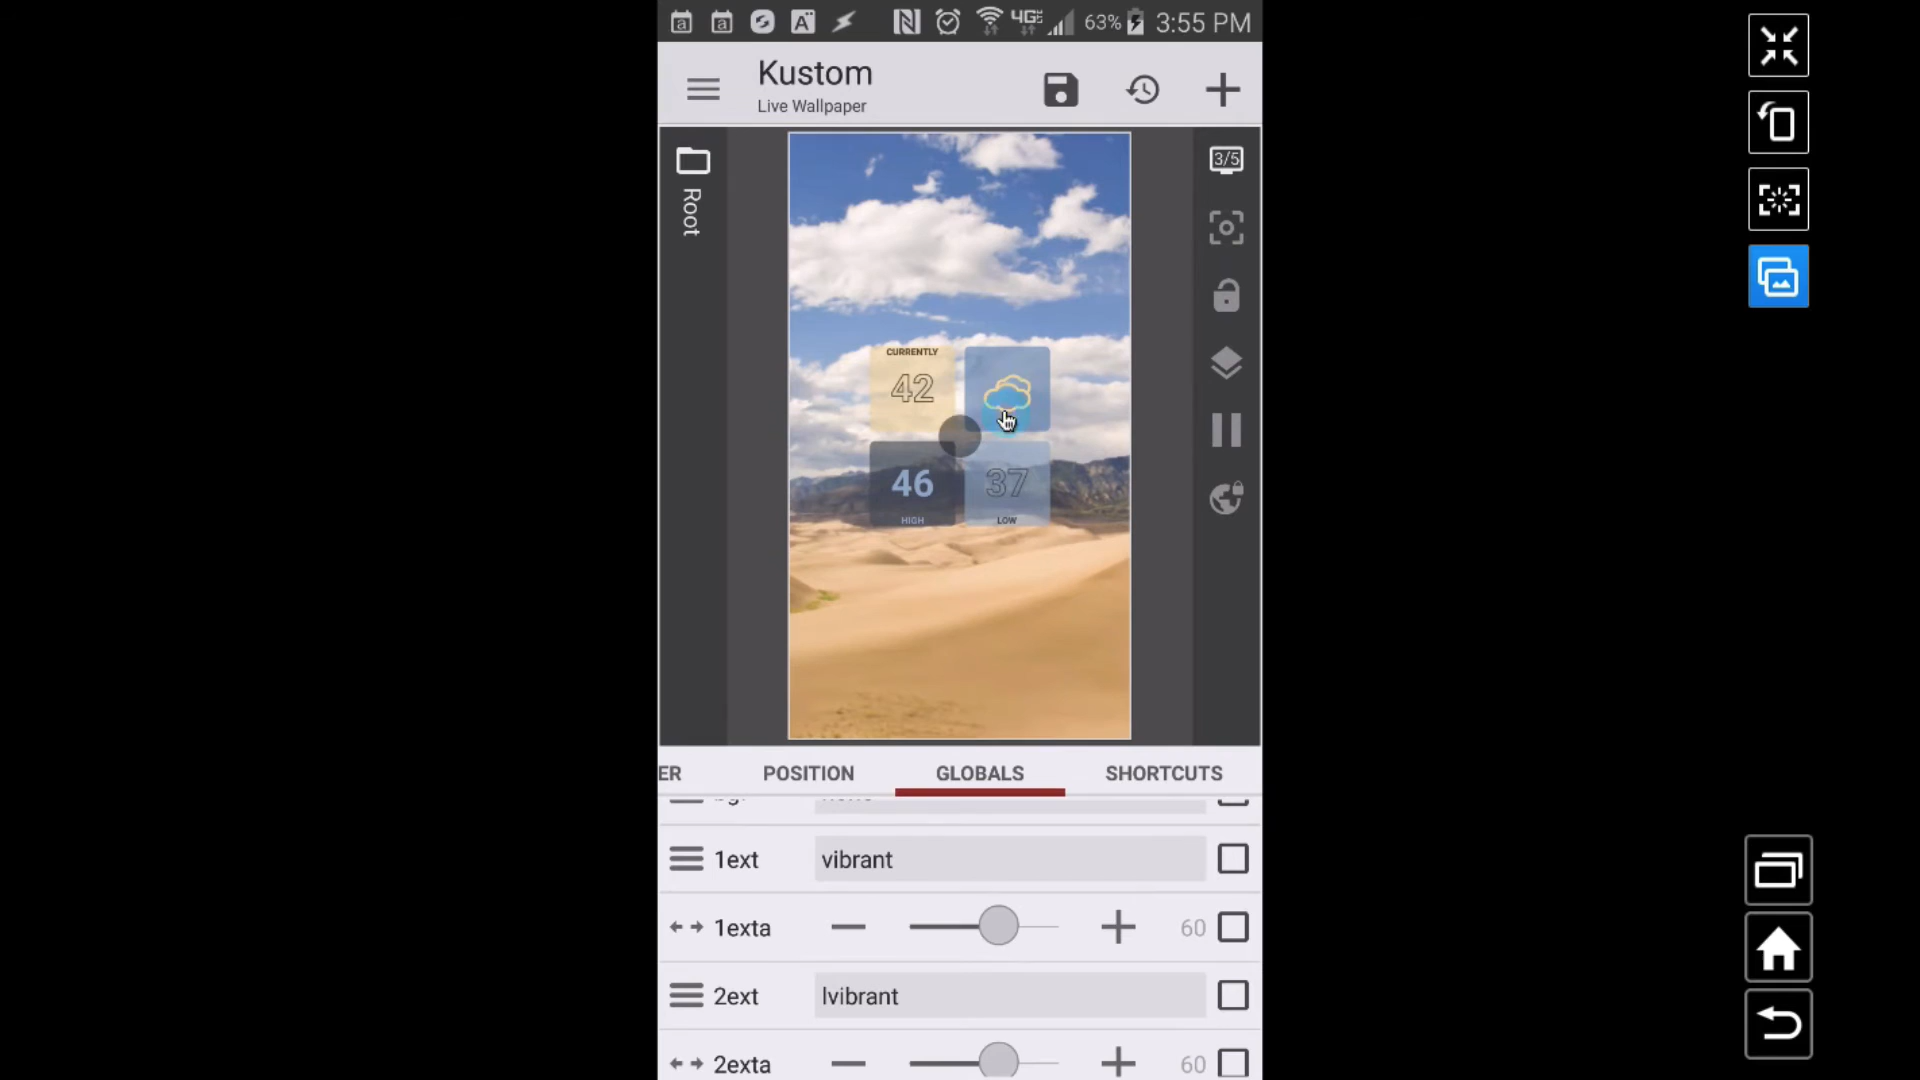 63% 3:55 PM
Kustom
Live Wallpaper
3/5
Root
CURRENTLY
42
46
37
HIGH
LOW
ER
POSITION
GLOBALS
SHORTCUTS
1ext
vibrant
1exta
60
2ext
lvibrant
2exta
60